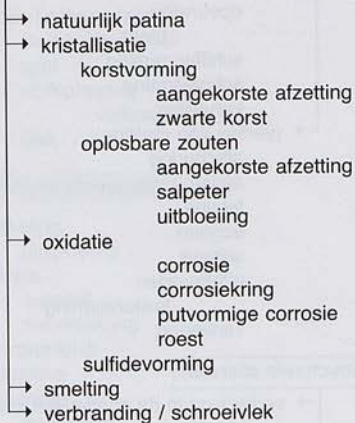 natuurlijk patina
kristallisatie
korstvorming
aangekorste afzetting
zwarte korst
oplosbare zouten
aangekorste afzetting
salpeter
uitbloeiing
oxidatie
corrosie
corrosiekring
putvormige corrosie
roest
sulfidevorming
smelting
verbranding / schroeivlek